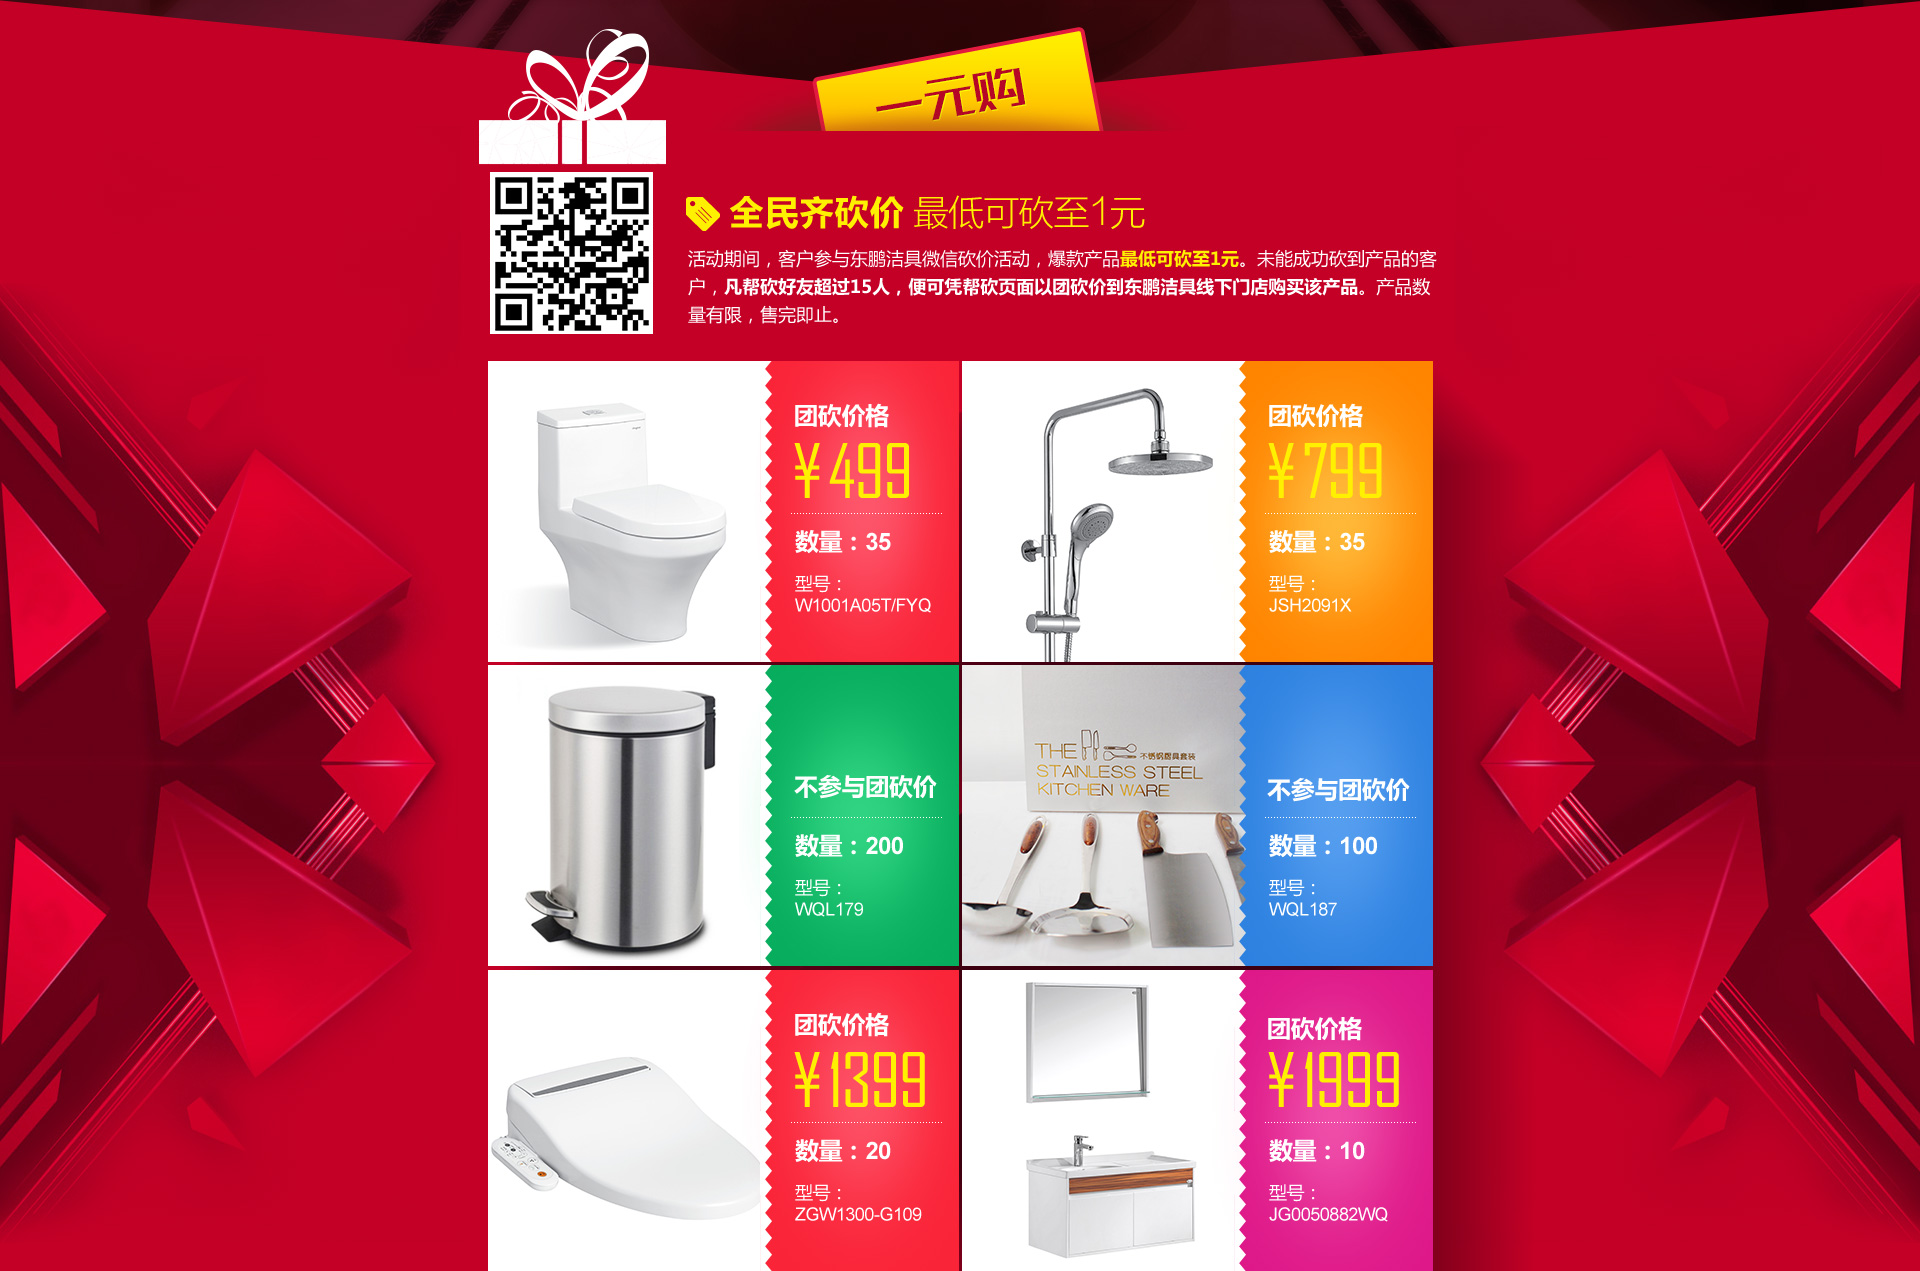 一元购
全民齐砍价 最低可砍至1元
活动期间，客户参与东鹏洁具微信砍价活动，爆款产品最低可砍至1元。未能成功砍到产品的客
户，凡帮砍好友超过15人，便可凭帮砍页面以团砍价到东鹏洁具线下门店购买该产品。产品数
量有限，售完即止。
团砍价格
¥499
数量：35
型号：
W1001A05T/FYQ
团砍价格
¥799
数量：35
型号：
JSH2091X
不参与团砍价
数量：200
型号：
WQL179
THE 不锈钢厨具套装
STAINLESS STEEL
KITCHEN WARE
不参与团砍价
数量：100
型号：
WQL187
团砍价格
¥1399
数量：20
型号：
ZGW1300-G109
团砍价格
¥1999
数量：10
型号：
JG0050882WQ